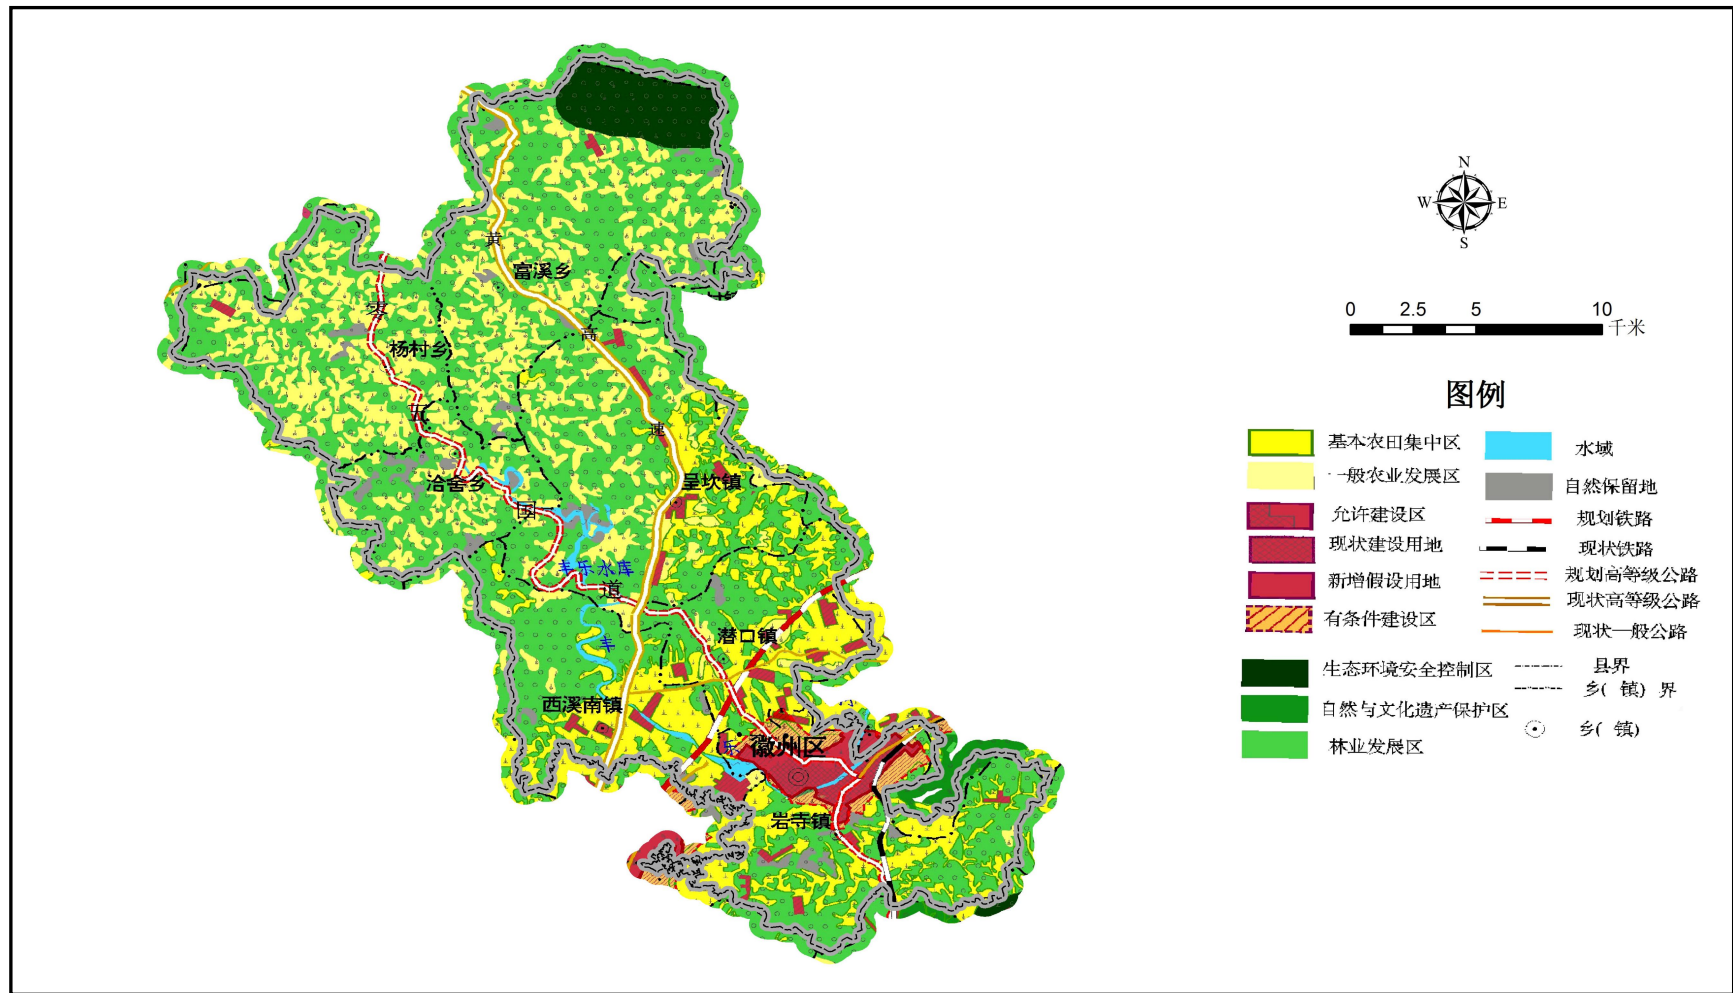 黄
富溪乡
零
高
杨村乡
五
速
呈坎镇
洽舍乡
国
丰乐水库
道
潜口镇
丰
西溪南镇
乐
徽州区
岩寺镇
N
W E
S
0 2.5 5 10
千米
图例
基本农田集中区
水域
一般农业发展区
自然保留地
允许建设区
规划铁路
现状建设用地
现状铁路
新增假设用地
规划高等级公路
现状高等级公路
有条件建设区
现状一般公路
生态环境安全控制区
县界
乡( 镇) 界
自然与文化遗产保护区
乡( 镇)
林业发展区